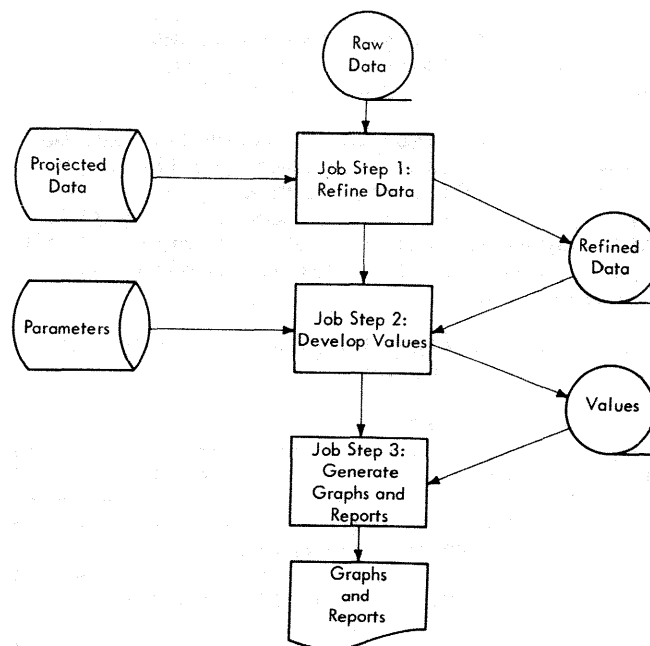 Raw
Data
Projected
Data
Job Step 1:
Refine Data
Refined
Data
Parameters
Job Step 2:
Develop Values
Values
Job Step 3:
Generate
Graphs and
Reports
Graphs
and
Reports